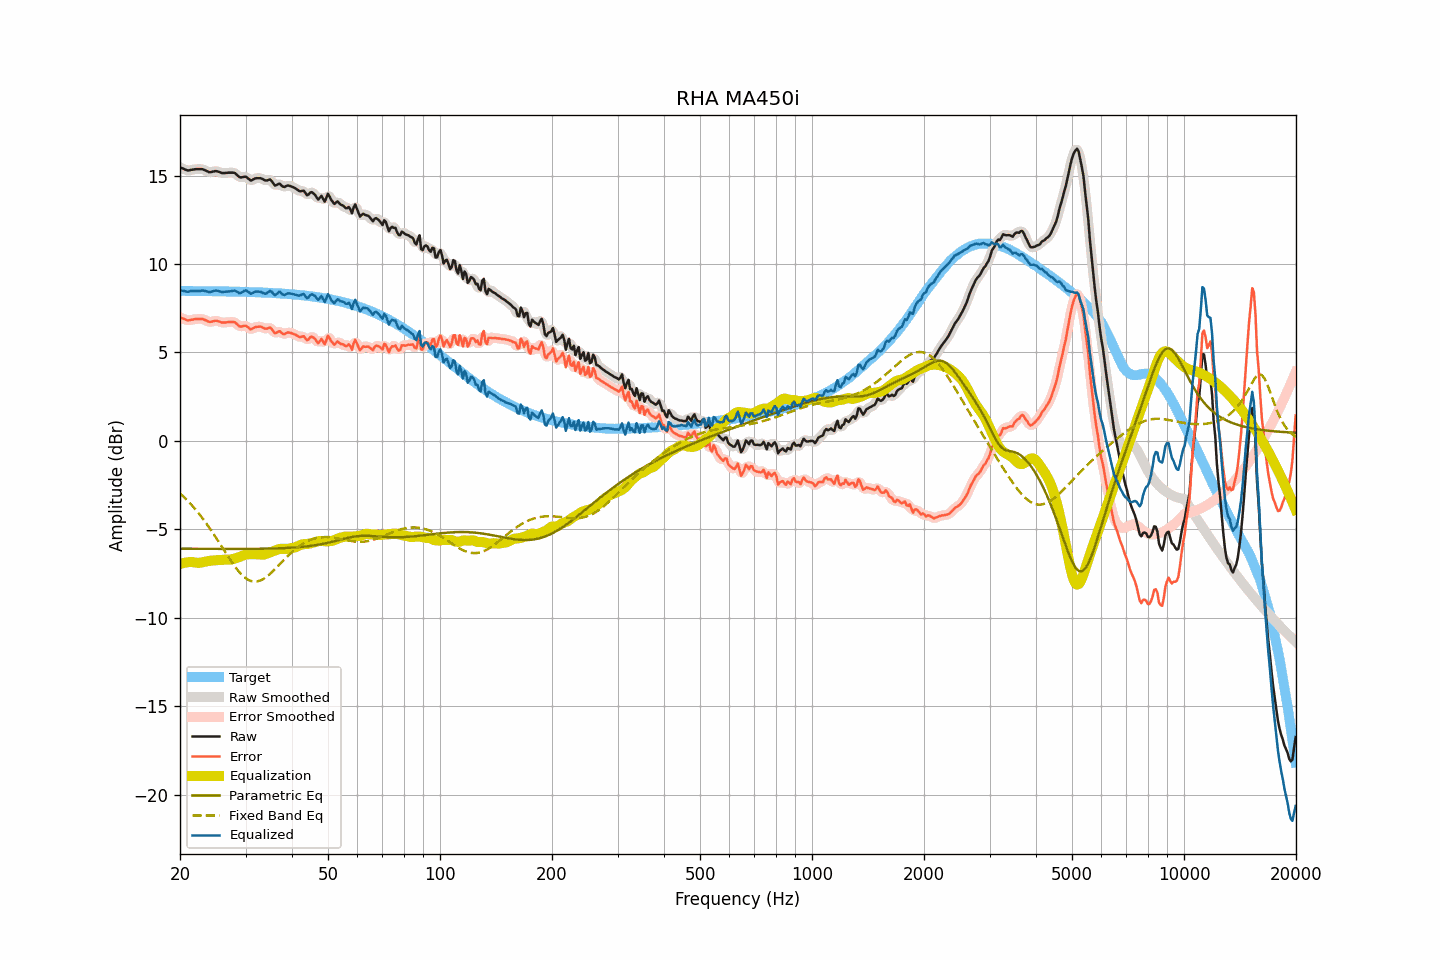 RHA MA450i
Amplitude (dBr)
15
10
5
0
−5
−10
−15
−20
Target
Raw Smoothed
Error Smoothed
Raw
Error
Equalization
Parametric Eq
Fixed Band Eq
Equalized
20 50 100 200 500 1000 2000 5000 10000 20000
Frequency (Hz)